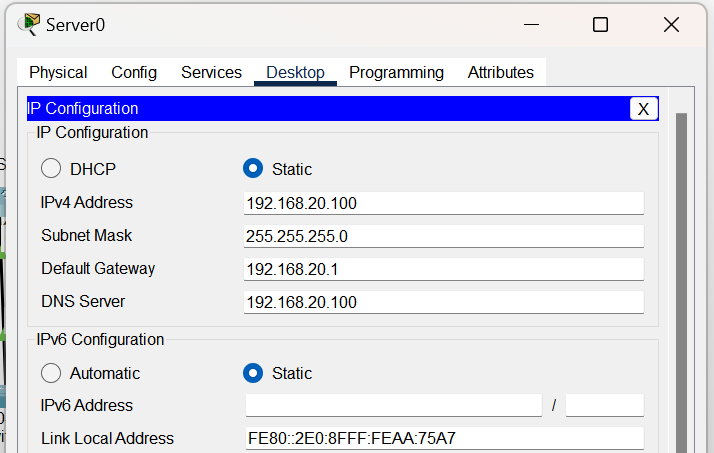 Server0
Physical Config Services Desktop Programming Attributes
IP Configuration X
IP Configuration
DHCP Static
IPv4 Address 192.168.20.100
Subnet Mask 255.255.255.0
Default Gateway 192.168.20.1
DNS Server 192.168.20.100
IPv6 Configuration
Automatic Static
IPv6 Address /
Link Local Address FE80::2E0:8FFF:FEAA:75A7